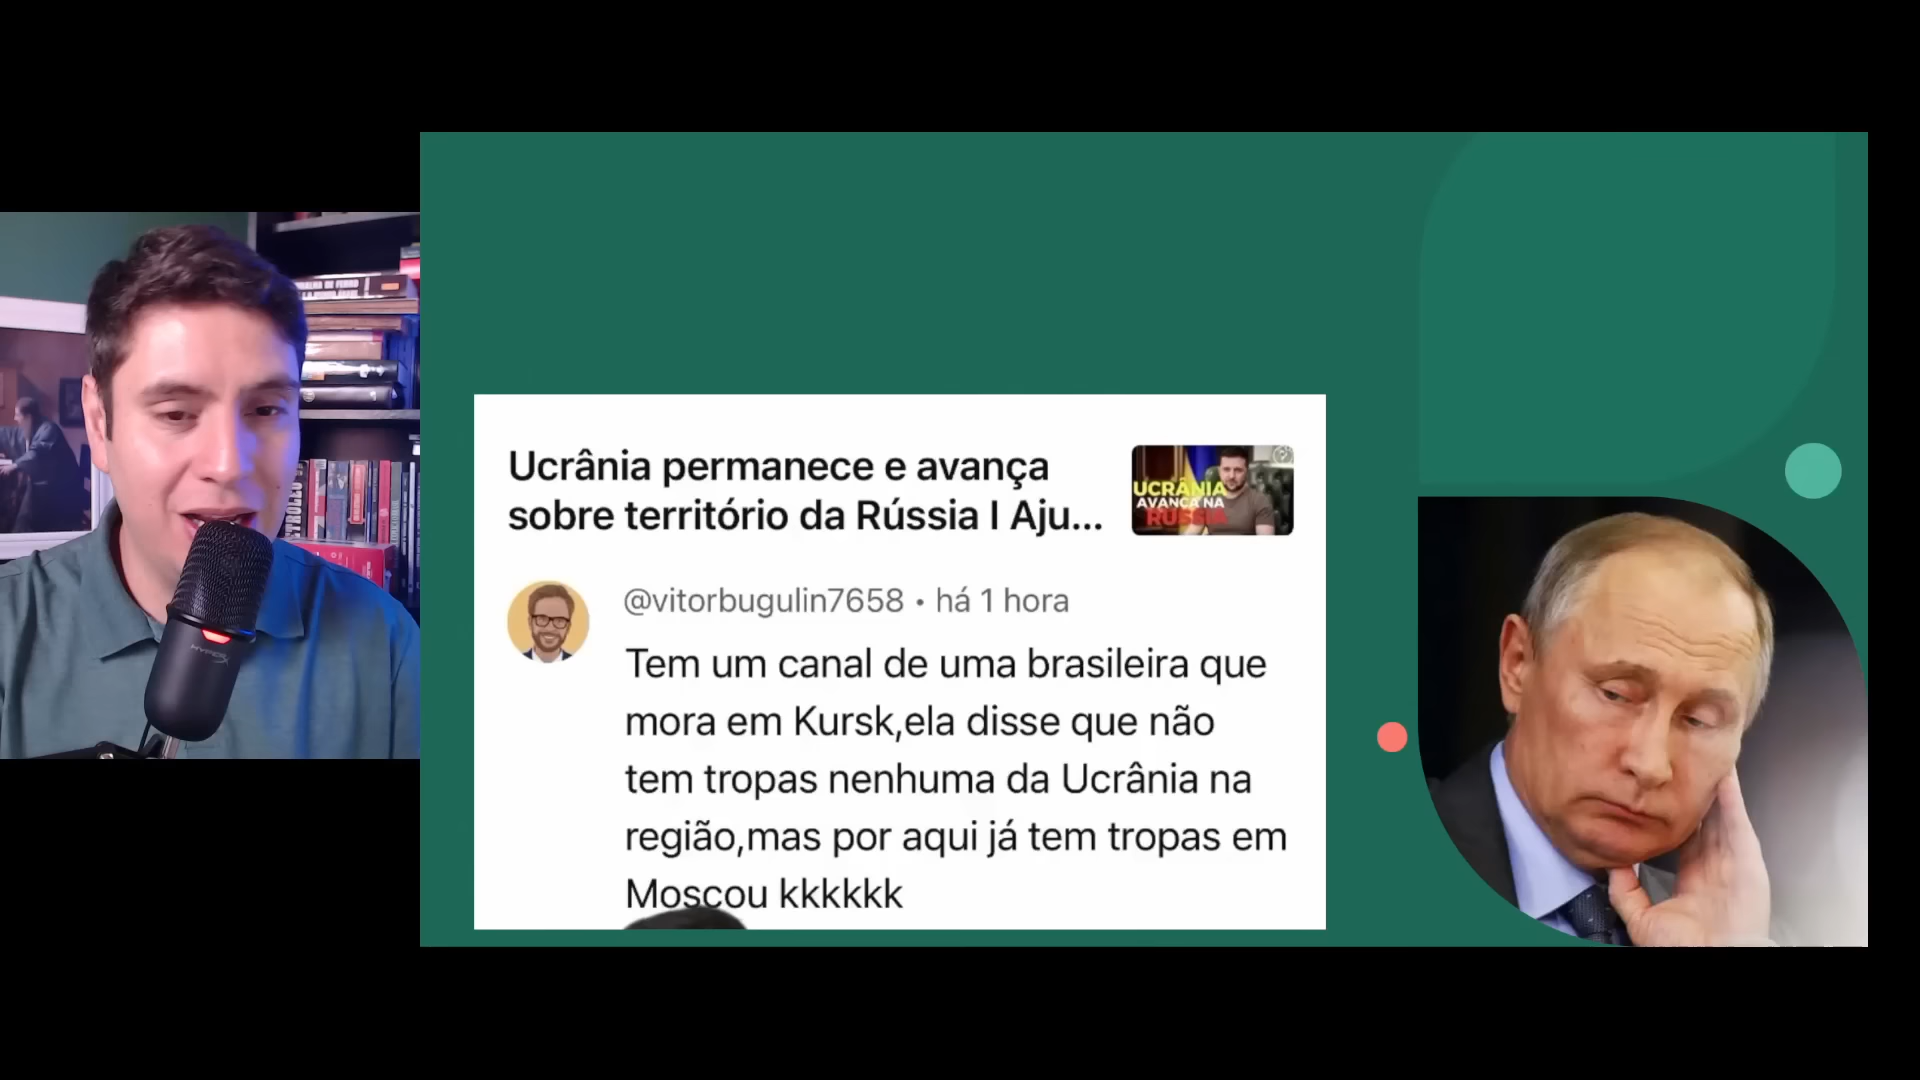 Ucrânia permanece e avança
sobre território da Rússia I Aju...
UCRÂNIA
AVANÇA NA
RÚSSIA
@vitorbugulin7658 • há 1 hora
Tem um canal de uma brasileira que
mora em Kursk,ela disse que não
tem tropas nenhuma da Ucrânia na
região,mas por aqui já tem tropas em
Moscou kkkkkk
HYPERX